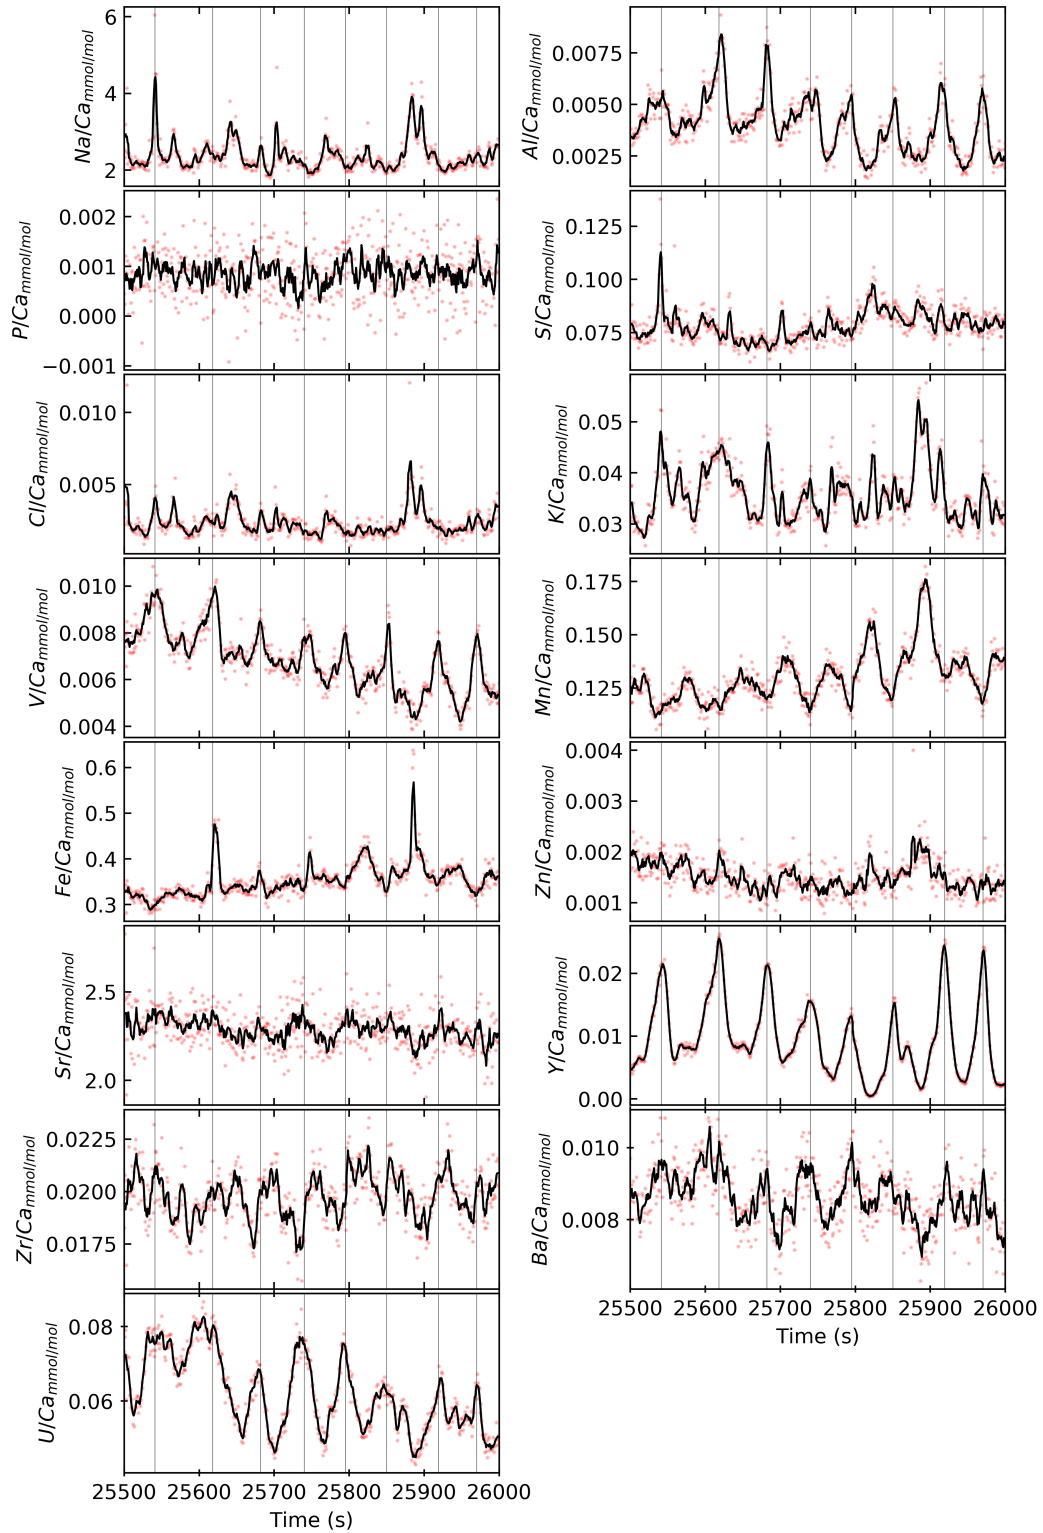 Na/Ca mmol/mol
6
4
2
Al/Ca mmol/mol
0.0075
0.0050
0.0025
P/Ca mmol/mol
0.002
0.001
0.000
−0.001
S/Ca mmol/mol
0.125
0.100
0.075
Cl/Ca mmol/mol
0.010
0.005
K/Ca mmol/mol
0.05
0.04
0.03
V/Ca mmol/mol
0.010
0.008
0.006
0.004
Mn/Ca mmol/mol
0.175
0.150
0.125
Fe/Ca mmol/mol
0.6
0.5
0.4
0.3
Zn/Ca mmol/mol
0.004
0.003
0.002
0.001
Sr/Ca mmol/mol
2.5
2.0
Y/Ca mmol/mol
0.02
0.01
0.00
Zr/Ca mmol/mol
0.0225
0.0200
0.0175
Ba/Ca mmol/mol
0.010
0.008
25500 25600 25700 25800 25900 26000
Time (s)
U/Ca mmol/mol
0.08
0.06
25500 25600 25700 25800 25900 26000
Time (s)